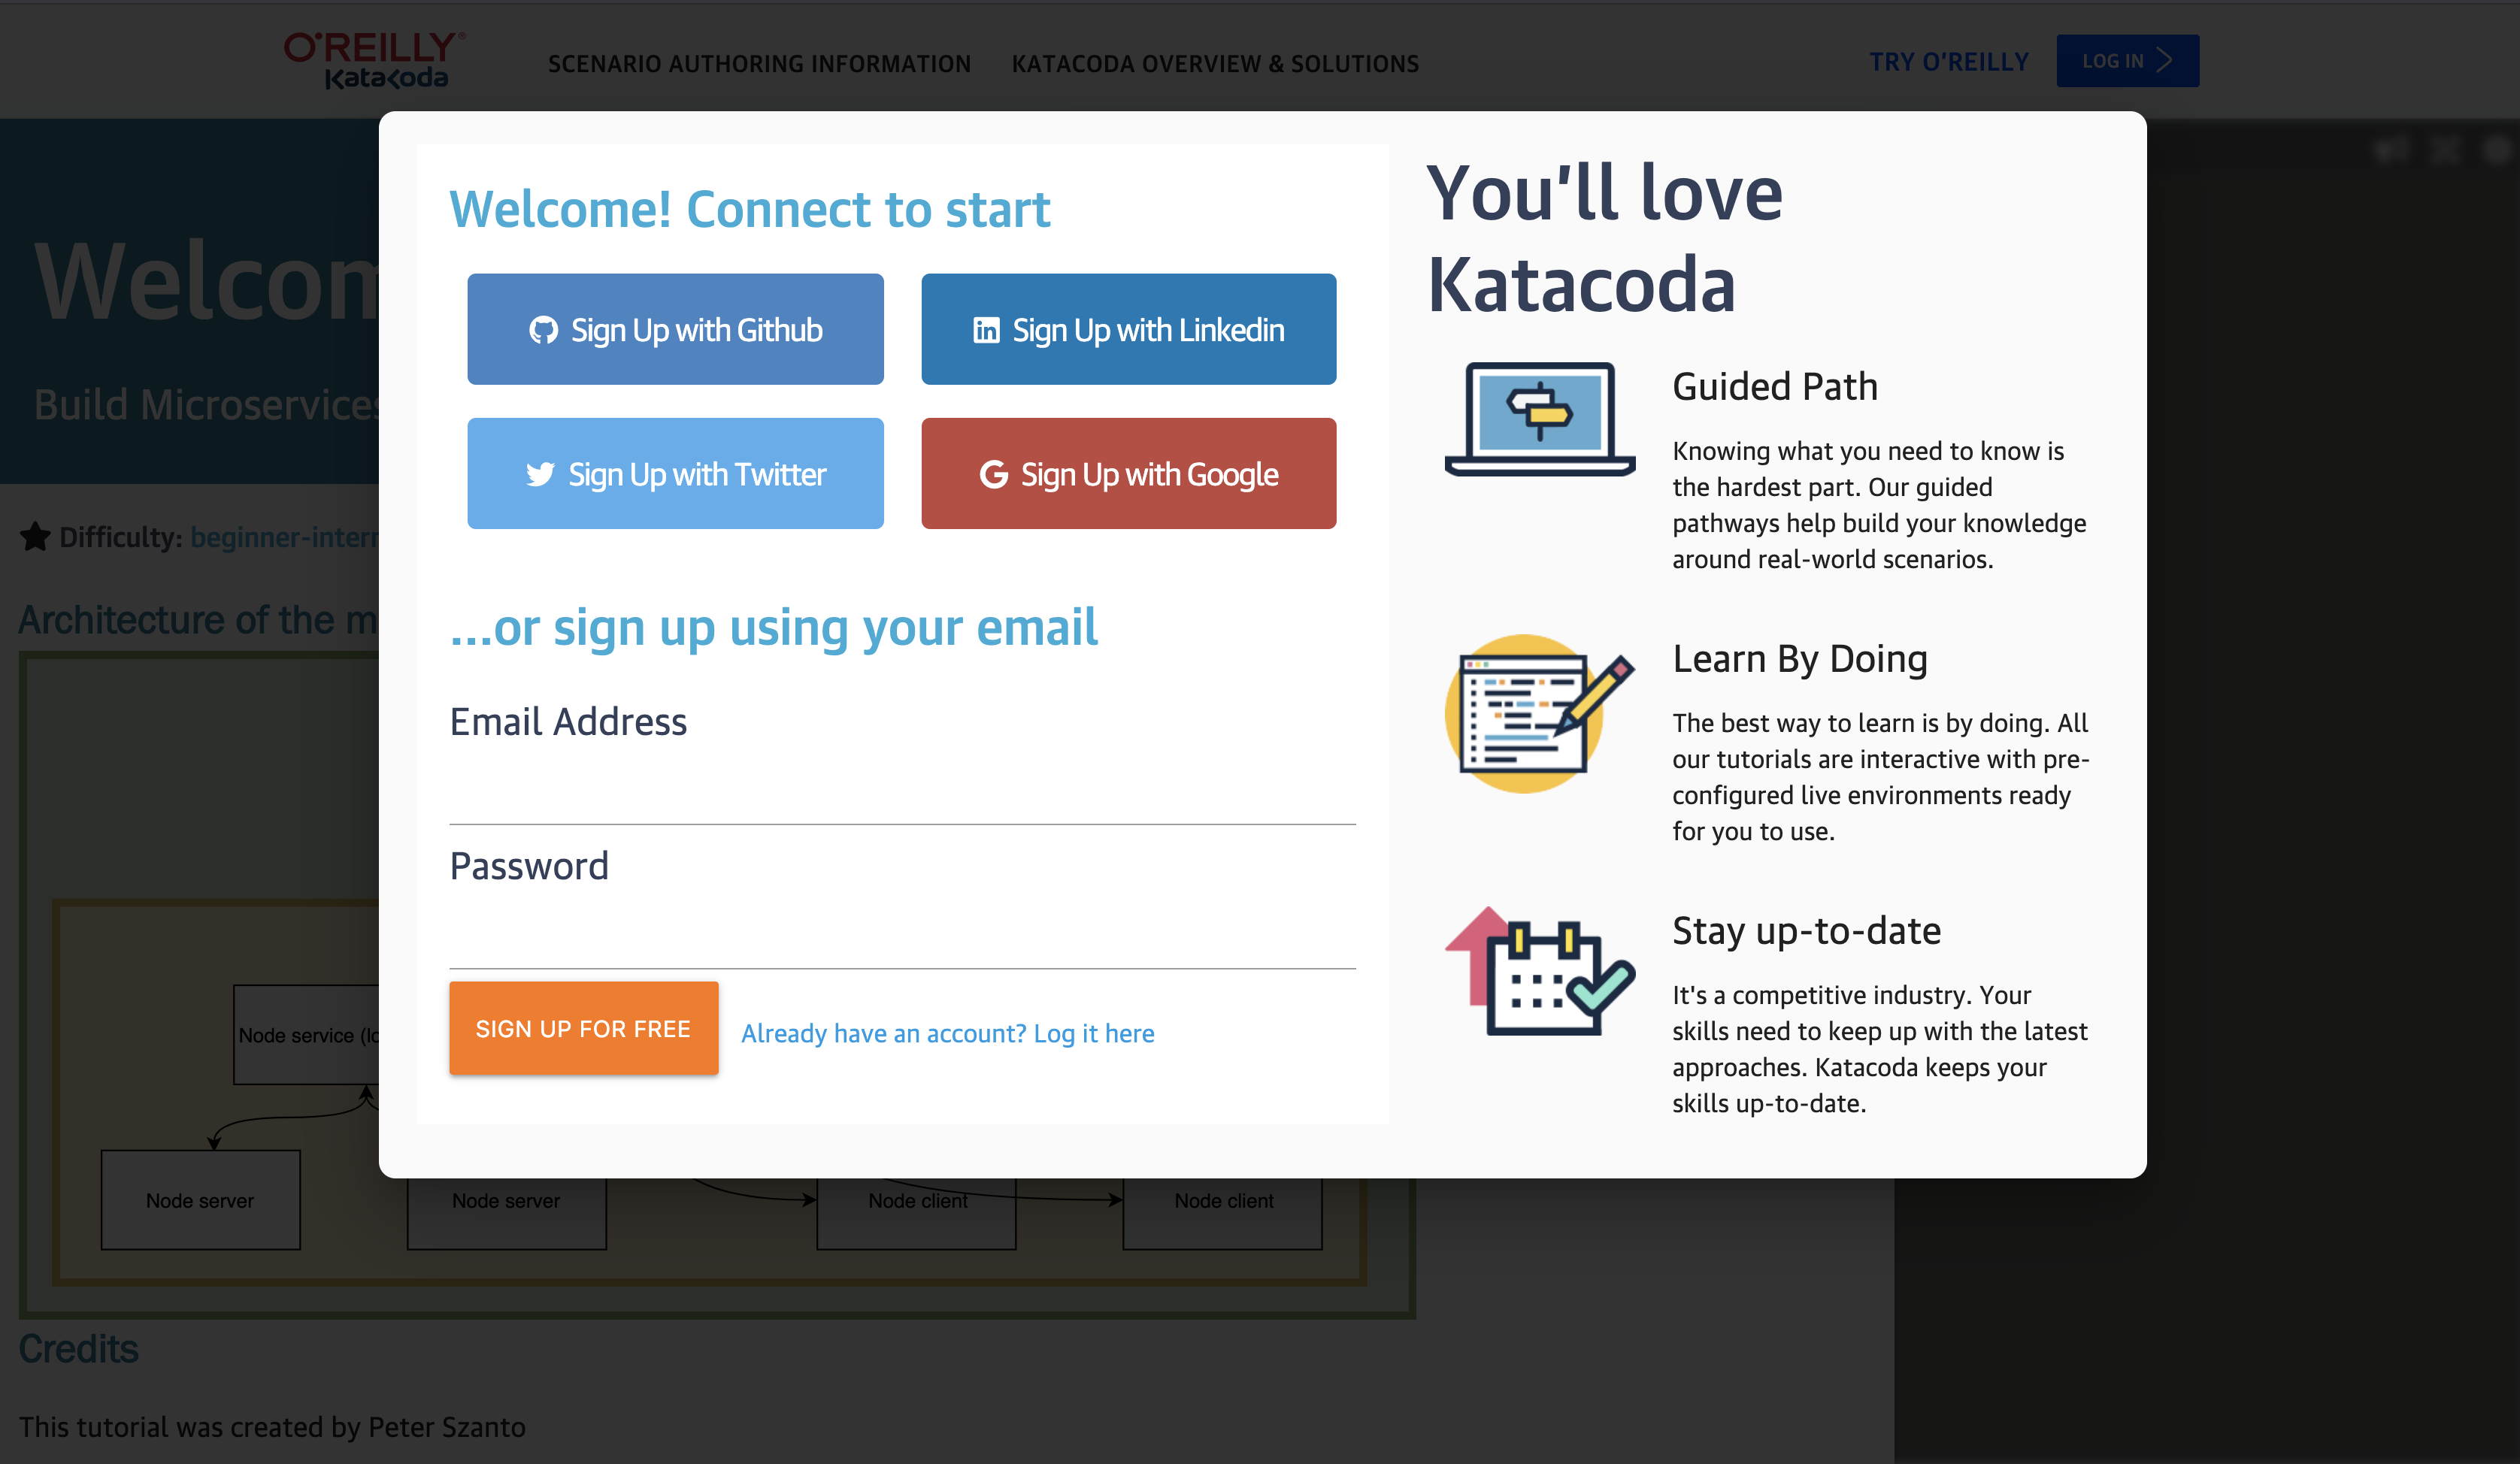 O'REILLY®
Katacoda
SCENARIO AUTHORING INFORMATION
KATACODA OVERVIEW & SOLUTIONS
TRY O'REILLY
LOG IN
Build Microservices
Difficulty:
Architecture of the
Node service
Node server
Node server
Node client
Node client
Credits
This tutorial was created by Peter Szanto
Welcome! Connect to start
Sign Up with Github
Sign Up with Linkedin
Sign Up with Twitter
Sign Up with Google
...or sign up using your email
Email Address
Password
SIGN UP FOR FREE
Already have an account? Log it here
You'll love
Katacoda
Guided Path
Knowing what you need to know is
the hardest part. Our guided
pathways help build your knowledge
around real-world scenarios.
Learn By Doing
The best way to learn is by doing. All
our tutorials are interactive with pre-
configured live environments ready
for you to use.
Stay up-to-date
It's a competitive industry. Your
skills need to keep up with the latest
approaches. Katacoda keeps your
skills up-to-date.